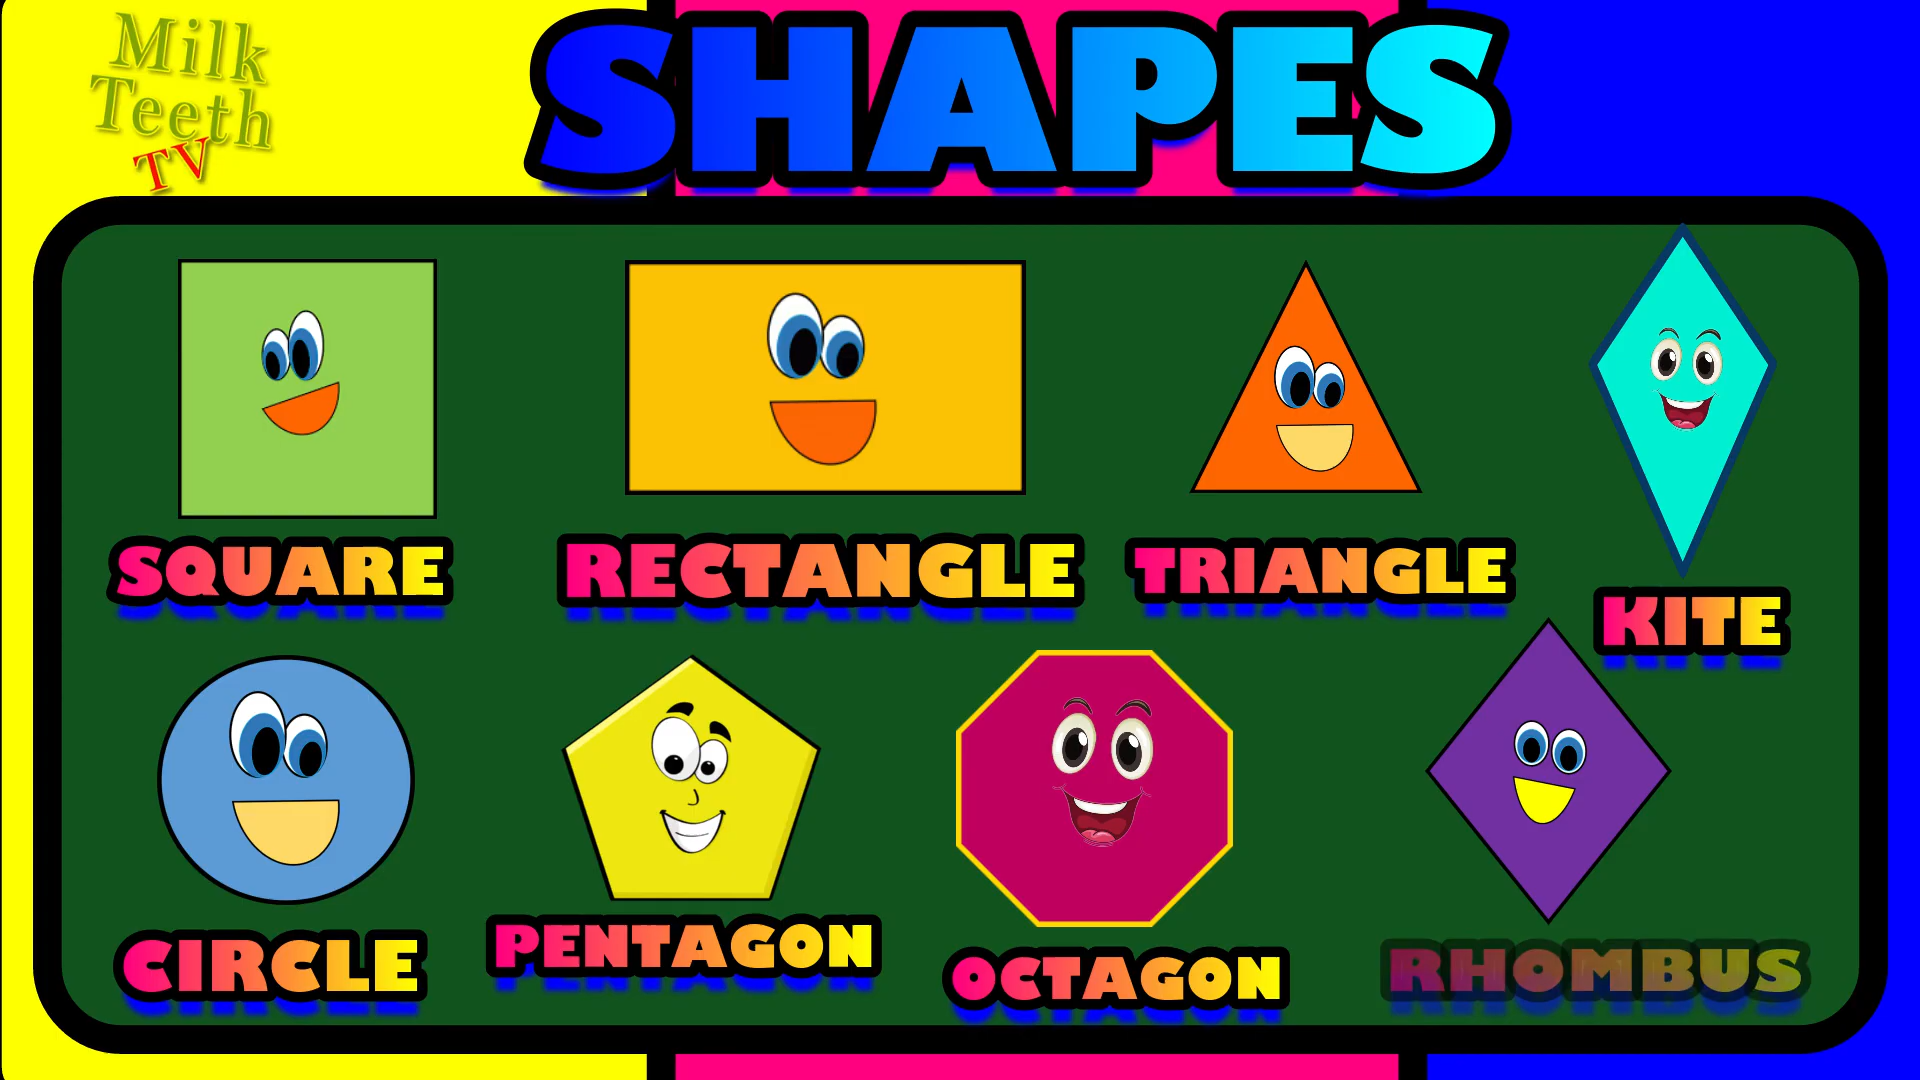 Milk
Teeth
TV
SHAPES
SQUARE
RECTANGLE
TRIANGLE
KITE
CIRCLE
PENTAGON
OCTAGON
RHOMBUS